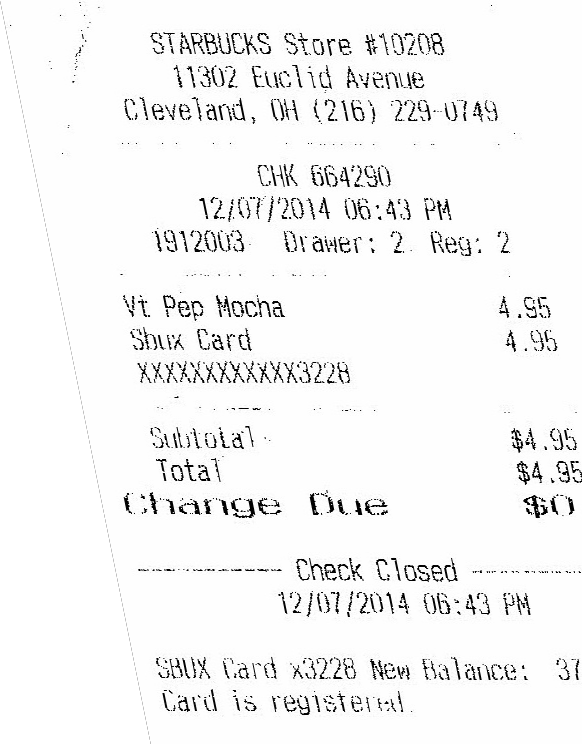 STARBUCKS Store #10208
11302 Euclid Avenue
Cleveland, OH (216) 229-0749
CHK 664290
12/07/2014 06:43 PM
1912003 Drawer: 2 Reg: 2
Vt Pep Mocha 4.95
Sbux Card 4.95
XXXXXXXXXXXX3228
Subtotal $4.95
Total $4.95
Change Due $0
Check Closed
12/07/2014 06:43 PM
SBUX Card x3228 New Balance: 37
Card is registered.